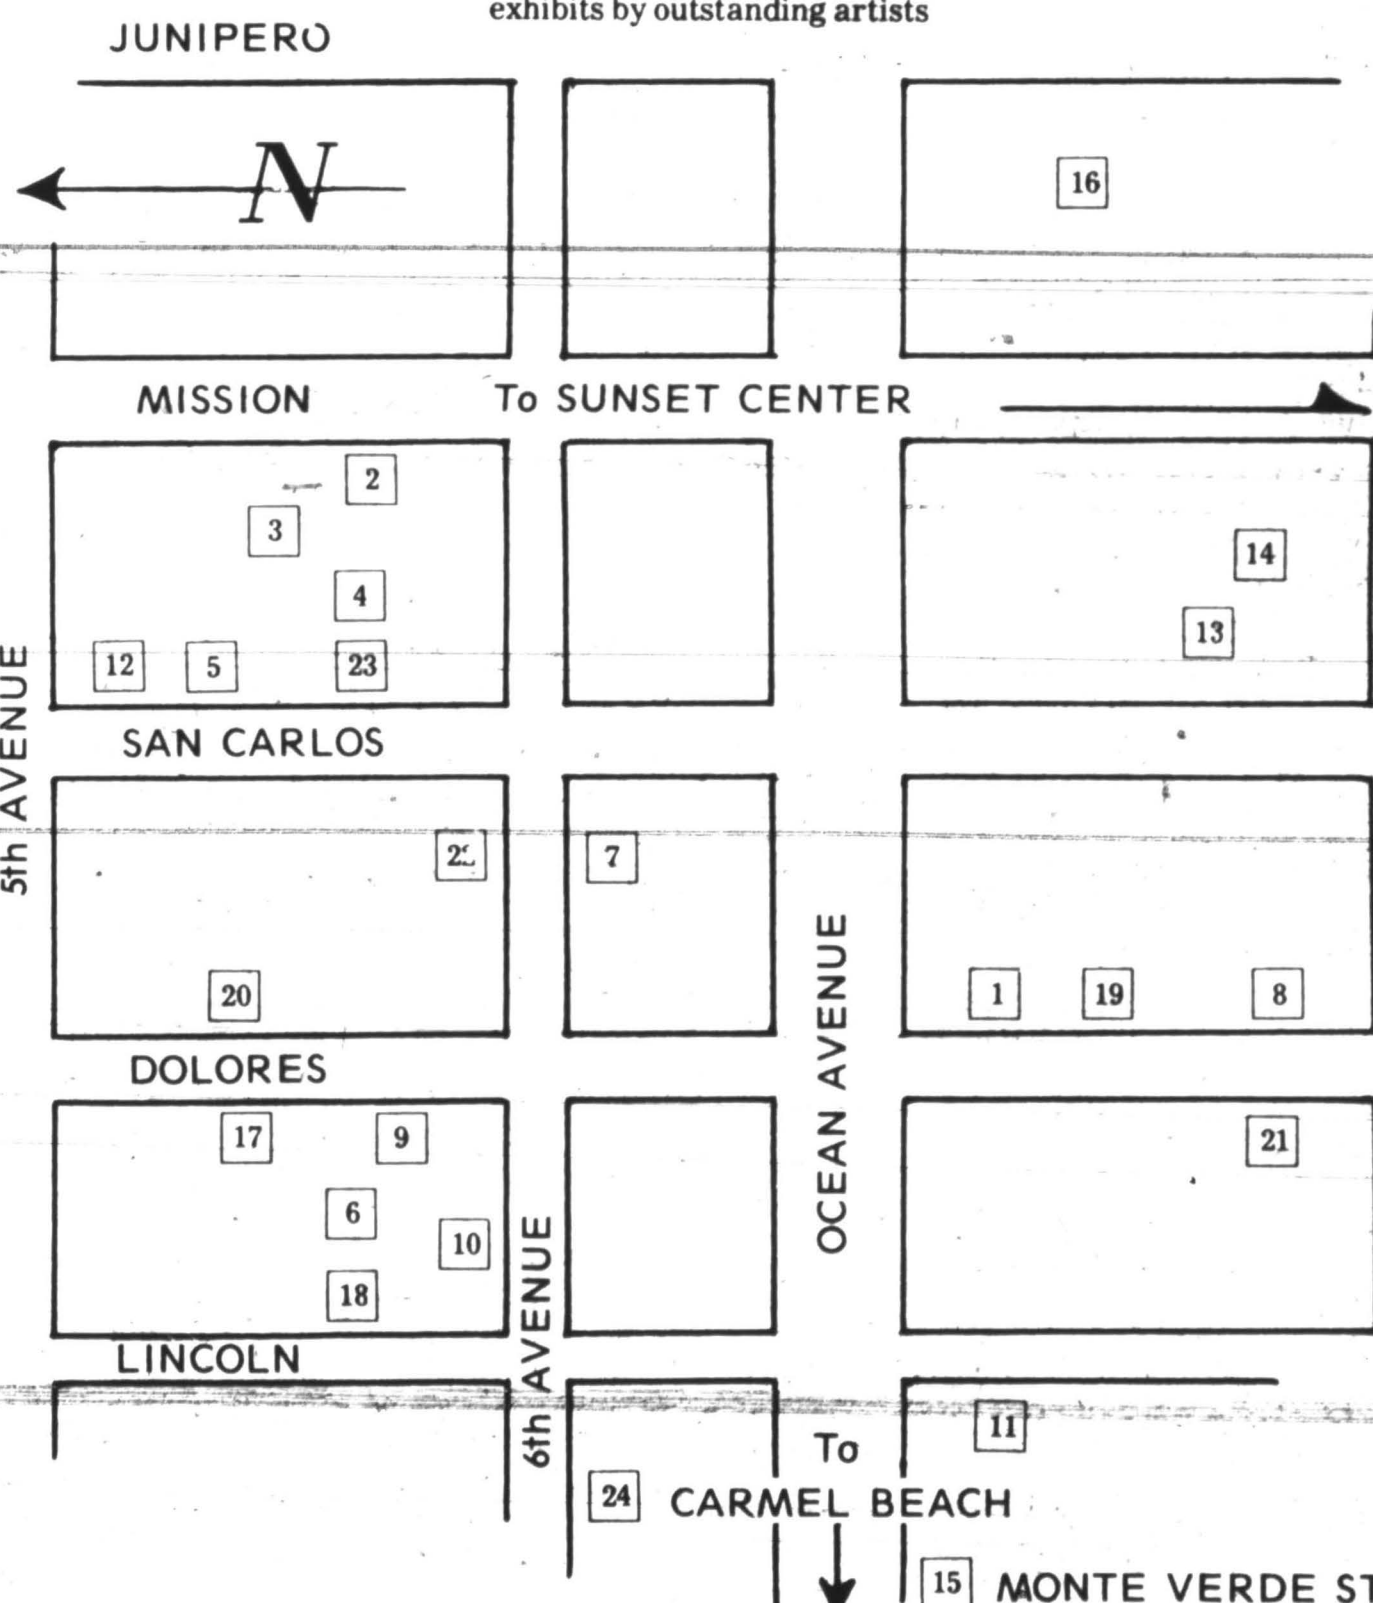 exhibits by outstanding artists
JUNIPERO
N
16
MISSION To SUNSET CENTER
2
3
14
4
13
12 5 23
5th AVENUE
SAN CARLOS
7
20
1 19 8
OCEAN AVENUE
DOLORES
17 9
21
6
10
18
6th AVENUE
LINCOLN
11
To
24 CARMEL BEACH
15 MONTE VERDE ST